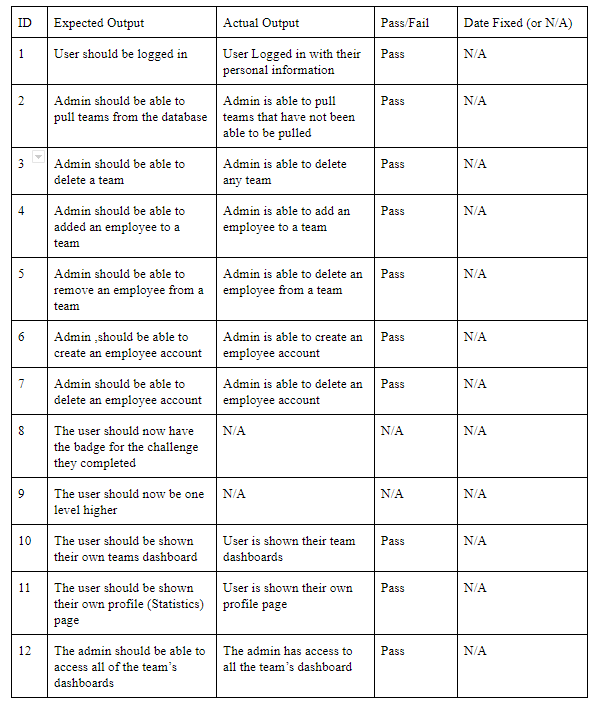 ID Expected Output Actual Output Pass/Fail Date Fixed (or N/A)
1 User should be logged in User Logged in with their Pass N/A
personal information
2 Admin should be able to Admin is able to pull Pass N/A
pull teams from the database teams that have not been
able to be pulled
3 Admin should be able to Admin is able to delete Pass N/A
delete a team any team
4 Admin should be able to Admin is able to add an Pass N/A
added an employee to a employee to a team
team
5 Admin should be able to Admin is able to delete an Pass N/A
remove an employee from a employee from a team
team
6 Admin ,should be able to Admin is able to create an Pass N/A
create an employee account employee account
7 Admin should be able to Admin is able to delete an Pass N/A
delete an employee account employee account
8 The user should now have N/A N/A N/A
the badge for the challenge
they completed
9 The user should now be one N/A N/A N/A
level higher
10 The user should be shown User is shown their team Pass N/A
their own teams dashboard dashboards
11 The user should be shown User is shown their own Pass N/A
their own profile (Statistics) profile page
page
12 The admin should be able to The admin has access to Pass N/A
access all of the team’s all the team’s dashboard
dashboards